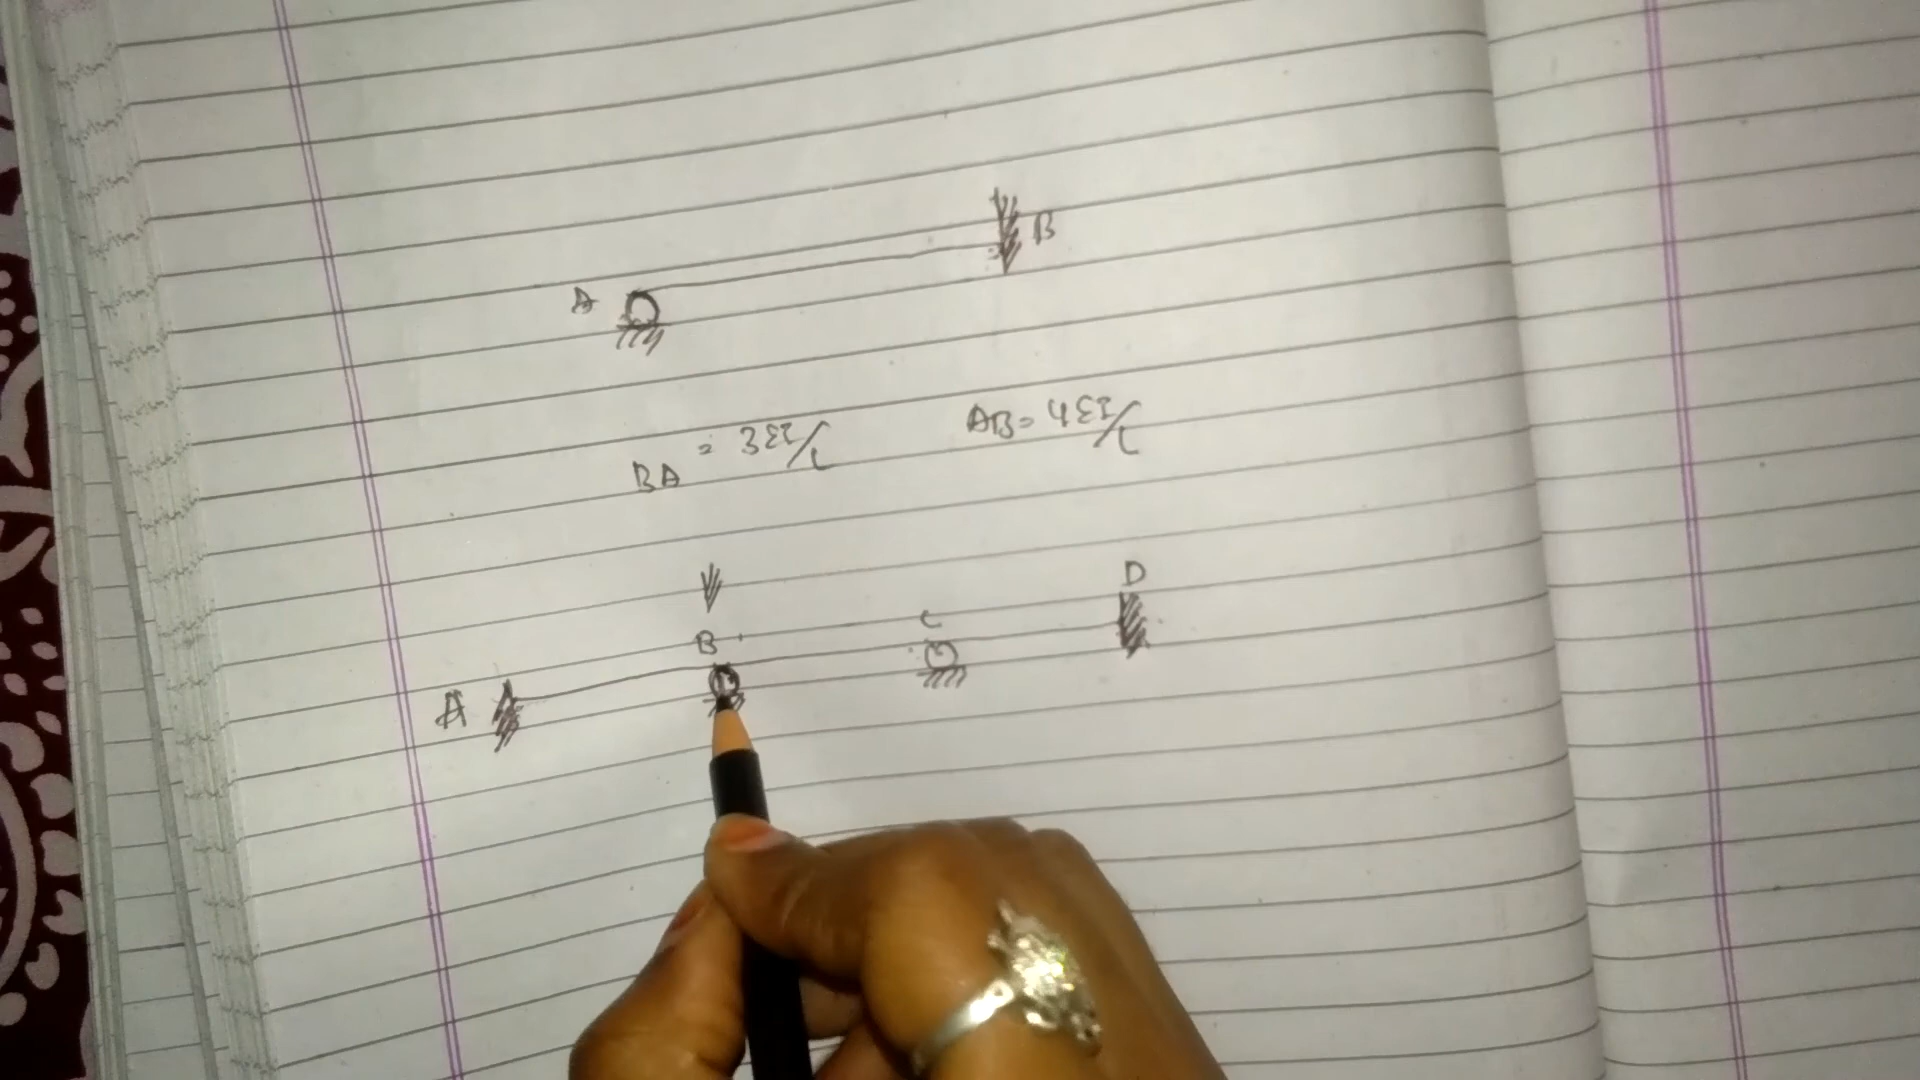 A B
BA = 3EI/L AB = 4EI/L
A B C D